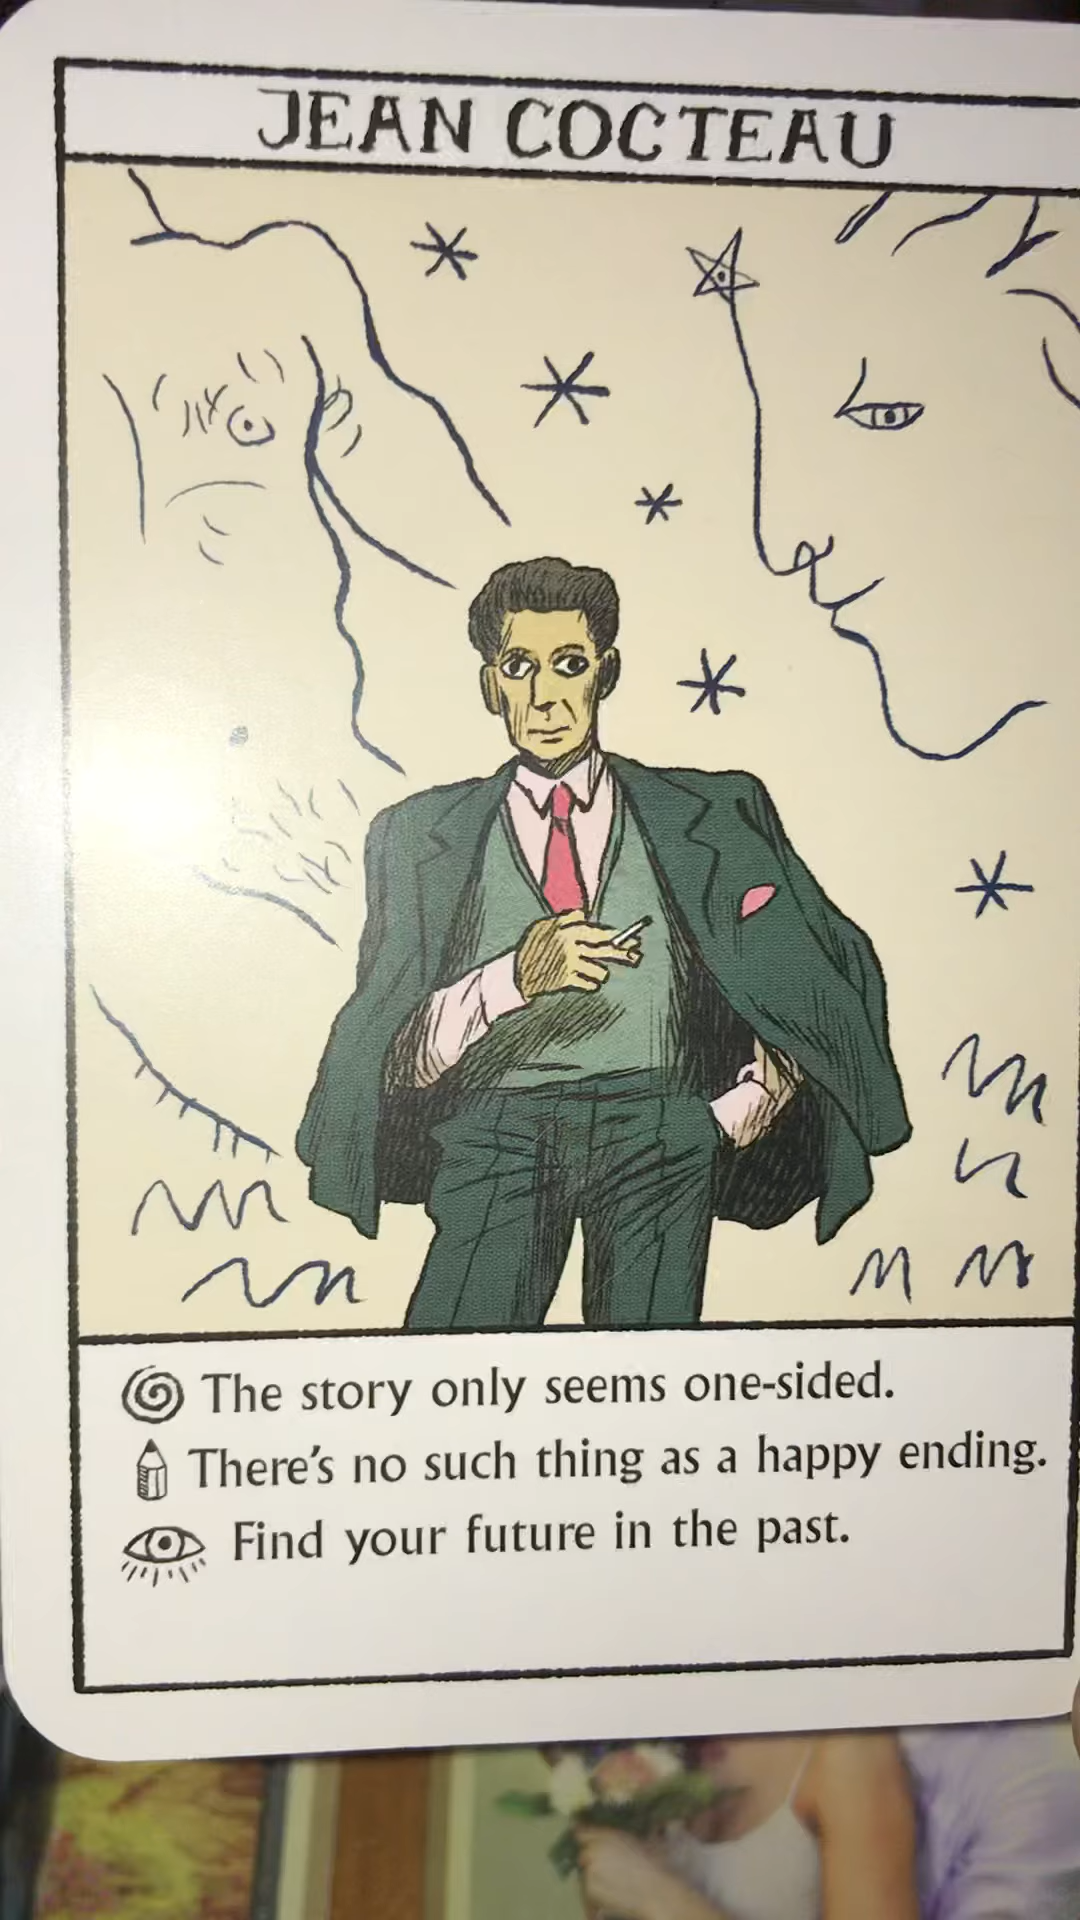 JEAN COCTEAU
The story only seems one-sided.
There's no such thing as a happy ending.
Find your future in the past.